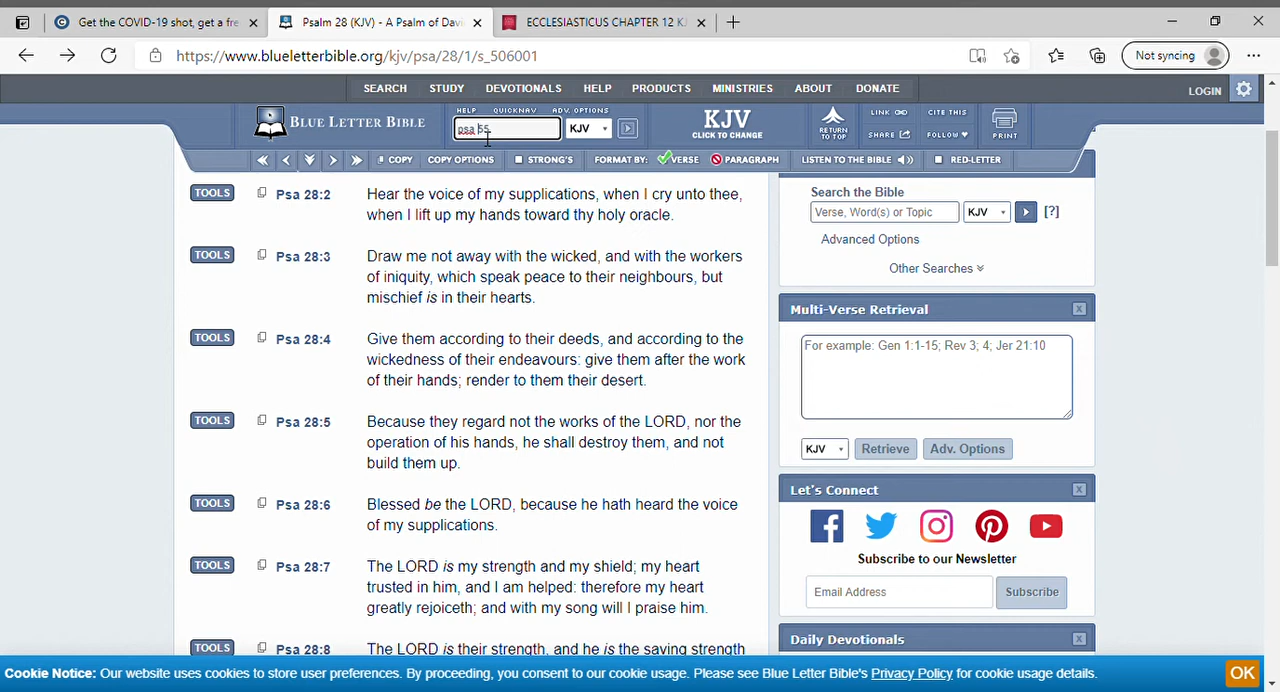 Get the COVID-19 shot, get a fre
Psalm 28 (KJV) - A Psalm of Davi
ECCLESIASTICUS CHAPTER 12 KJ
https://www.blueletterbible.org/kjv/psa/28/1/s_506001
Not syncing
SEARCH STUDY DEVOTIONALS HELP PRODUCTS MINISTRIES ABOUT DONATE
LOGIN
BLUE LETTER BIBLE
HELP QUICKNAV ADV. OPTIONS
psa 55
KJV
KJV
CLICK TO CHANGE
RETURN
TO TOP
LINK CITE THIS
SHARE FOLLOW
PRINT
COPY COPY OPTIONS STRONG'S FORMAT BY: VERSE PARAGRAPH LISTEN TO THE BIBLE RED-LETTER
TOOLS Psa 28:2 Hear the voice of my supplications, when I cry unto thee,
when I lift up my hands toward thy holy oracle.
TOOLS Psa 28:3 Draw me not away with the wicked, and with the workers
of iniquity, which speak peace to their neighbours, but
mischief is in their hearts.
TOOLS Psa 28:4 Give them according to their deeds, and according to the
wickedness of their endeavours: give them after the work
of their hands; render to them their desert.
TOOLS Psa 28:5 Because they regard not the works of the LORD, nor the
operation of his hands, he shall destroy them, and not
build them up.
TOOLS Psa 28:6 Blessed be the LORD, because he hath heard the voice
of my supplications.
TOOLS Psa 28:7 The LORD is my strength and my shield; my heart
trusted in him, and I am helped: therefore my heart
greatly rejoiceth; and with my song will I praise him.
TOOLS Psa 28:8 The LORD is their strength, and he is the saving strength
Search the Bible
Verse, Word(s) or Topic KJV [?]
Advanced Options
Other Searches
Multi-Verse Retrieval X
For example: Gen 1:1-15; Rev 3; 4; Jer 21:10
KJV Retrieve Adv. Options
Let's Connect X
Subscribe to our Newsletter
Email Address Subscribe
Daily Devotionals X
Cookie Notice: Our website uses cookies to store user preferences. By proceeding, you consent to our cookie usage. Please see Blue Letter Bible's Privacy Policy for cookie usage details. OK